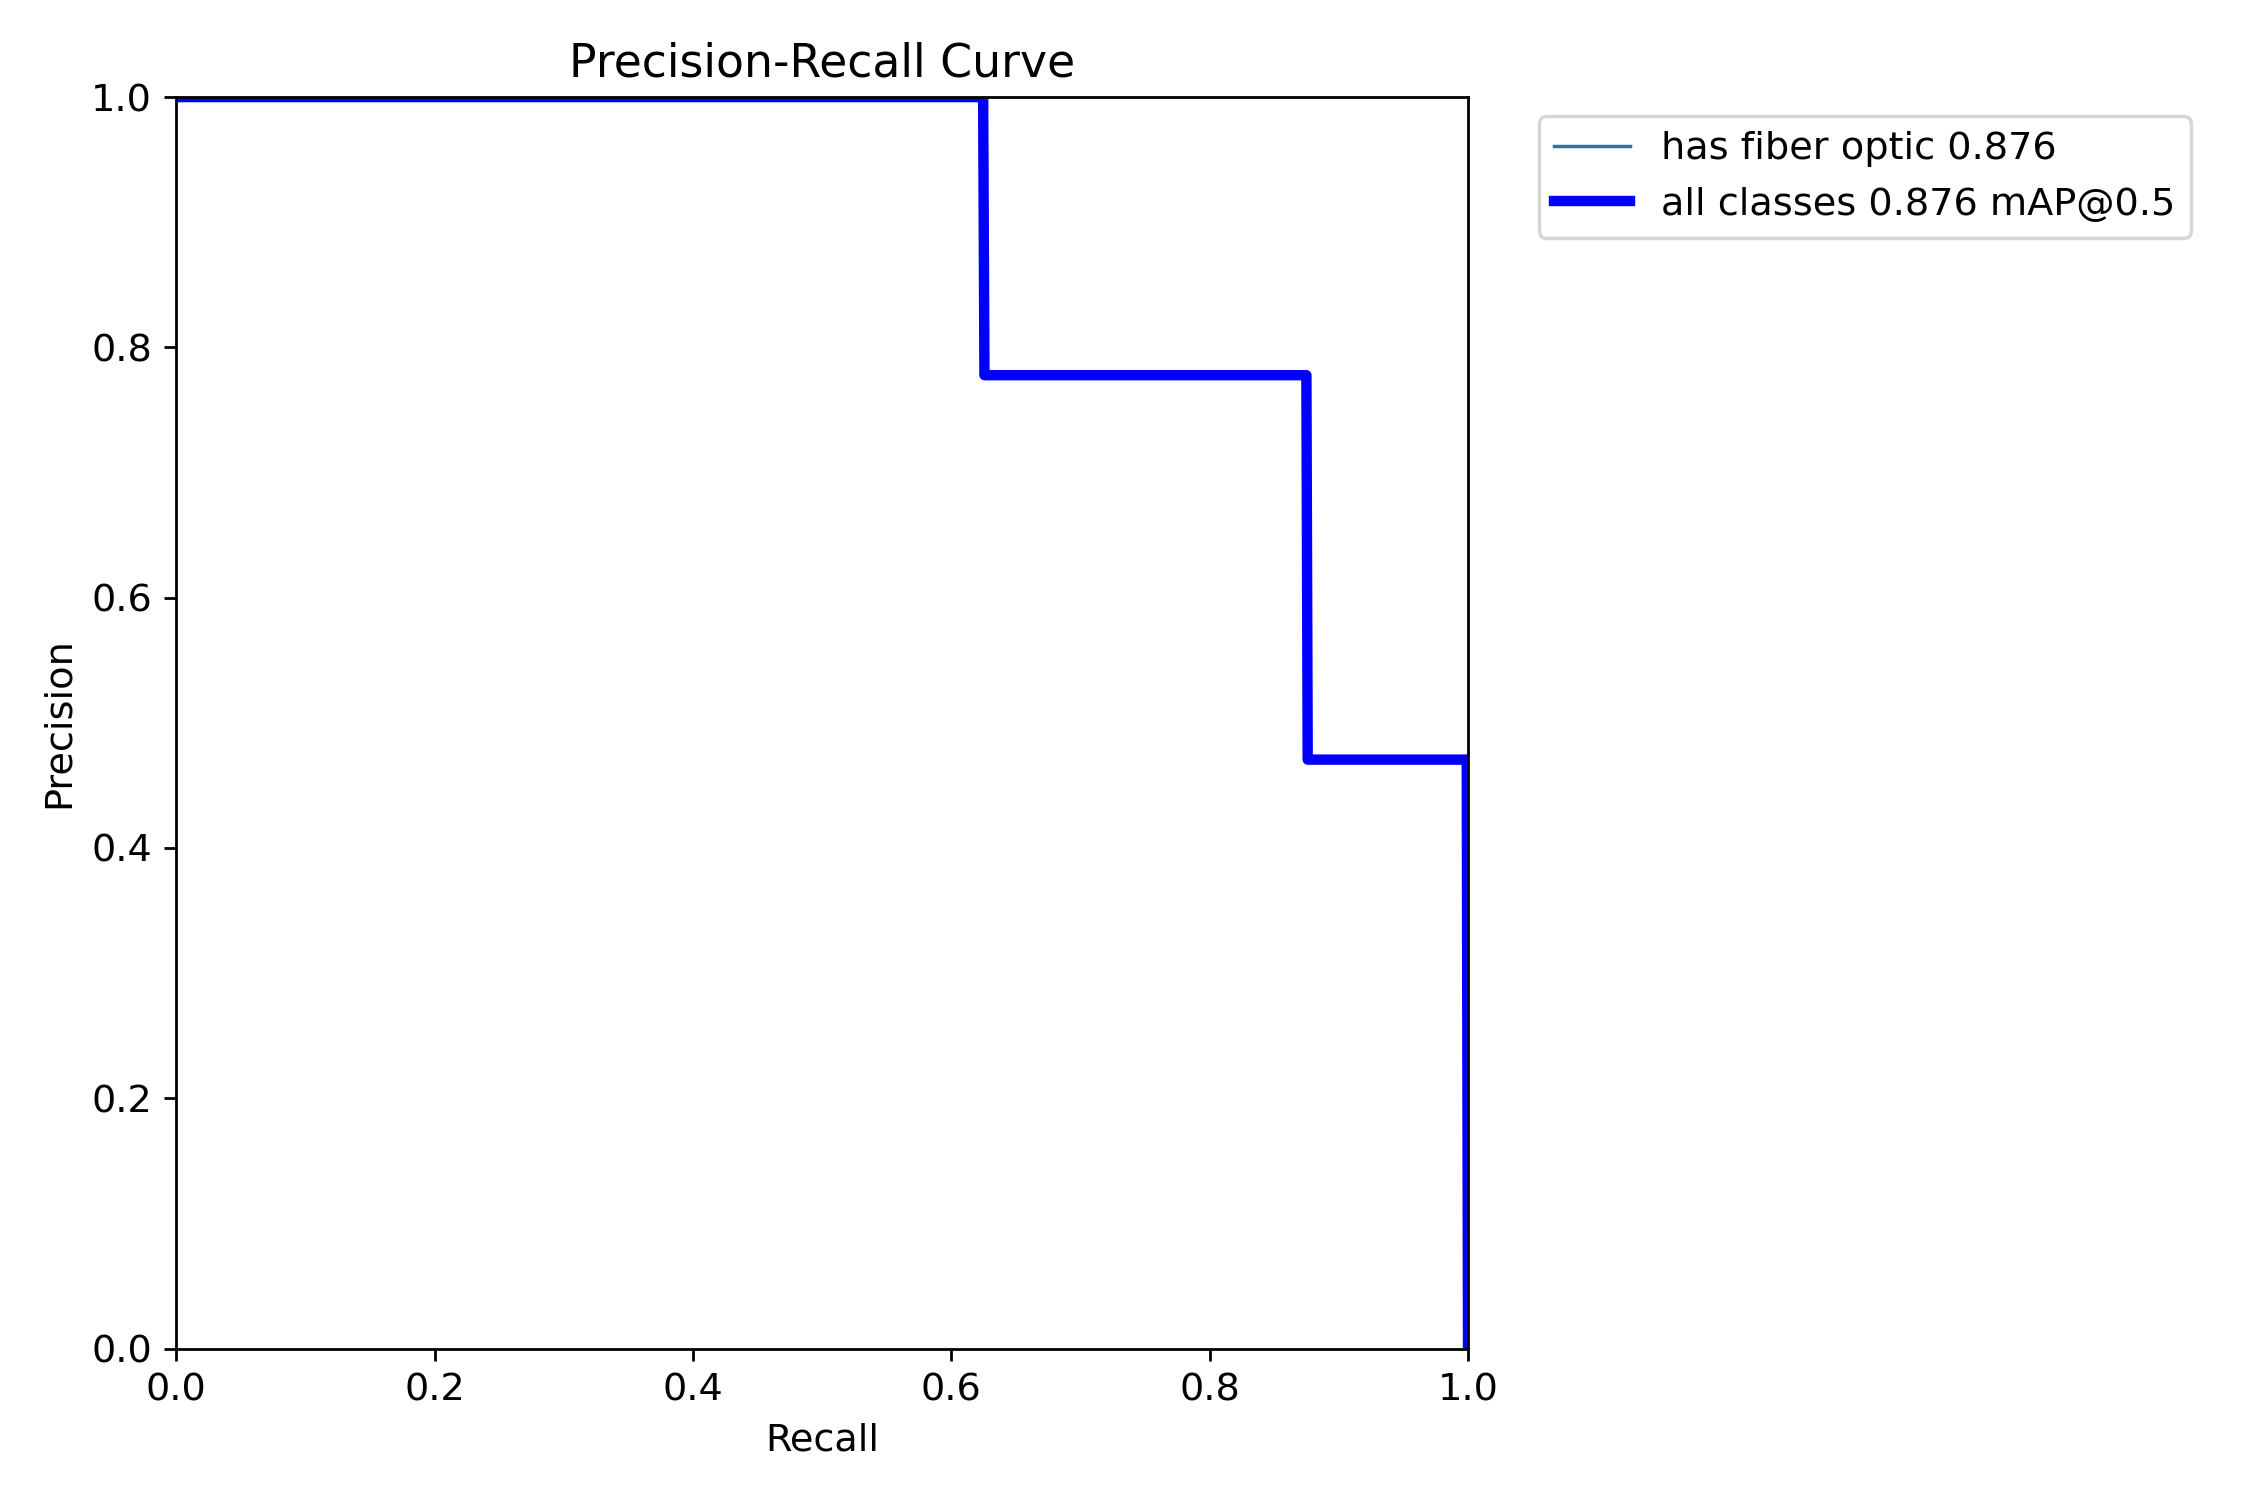 Precision-Recall Curve
1.0
0.8
0.6
0.4
0.2
0.0
Precision
0.0 0.2 0.4 0.6 0.8 1.0
Recall
has fiber optic 0.876
all classes 0.876 mAP@0.5